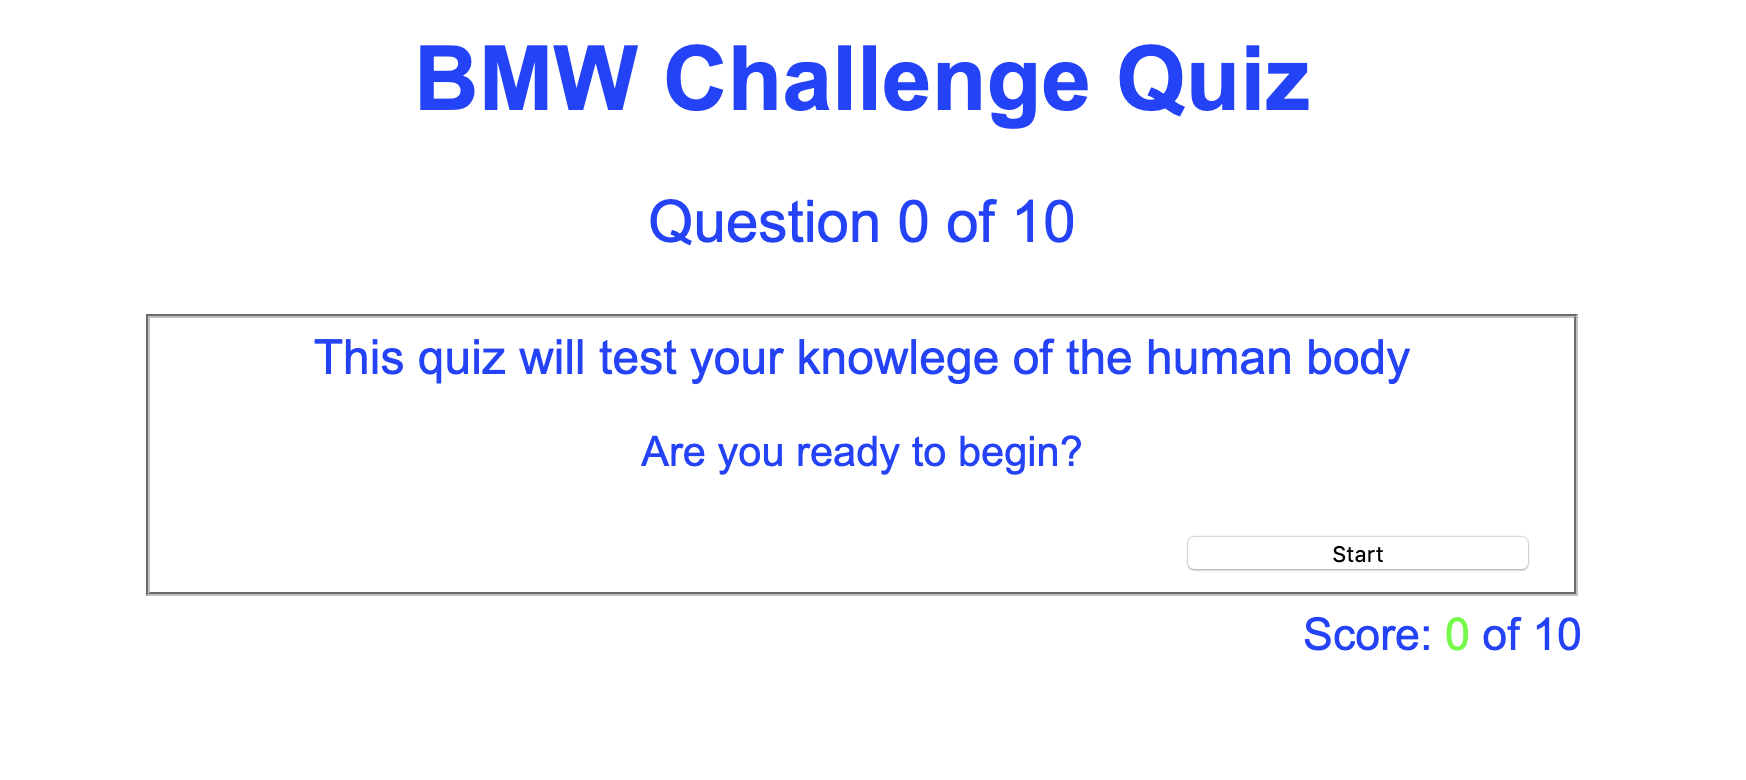 BMW Challenge Quiz
Question 0 of 10
This quiz will test your knowlege of the human body
Are you ready to begin?
Start
Score: 0 of 10